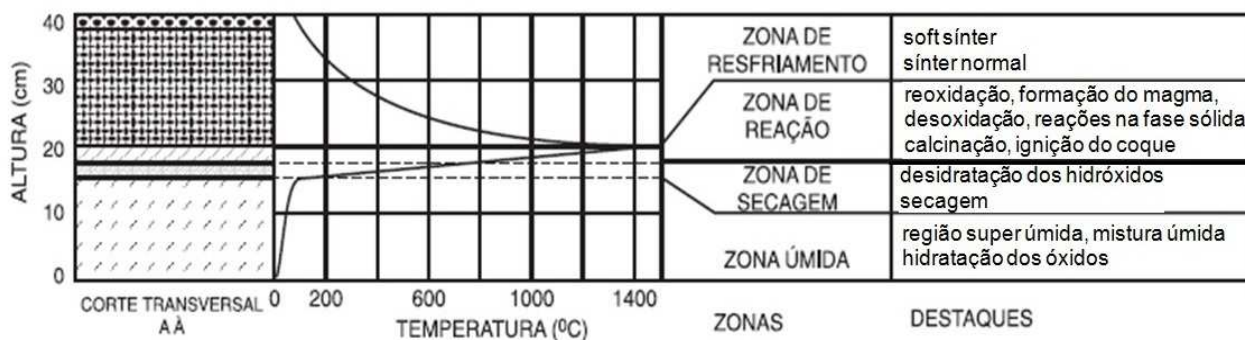 40
30
20
10
0
ALTURA (cm)
CORTE TRANSVERSAL
A À
0 200 600 1000 1400
TEMPERATURA (ºC)
ZONA DE
RESFRIAMENTO
soft sínter
sínter normal
ZONA DE
REAÇÃO
reoxidação, formação do magma,
desoxidação, reações na fase sólida
calcinação, ignição do coque
ZONA DE
SECAGEM
desidratação dos hidróxidos
secagem
ZONA ÚMIDA
região super úmida, mistura úmida
hidratação dos óxidos
ZONAS
DESTAQUES